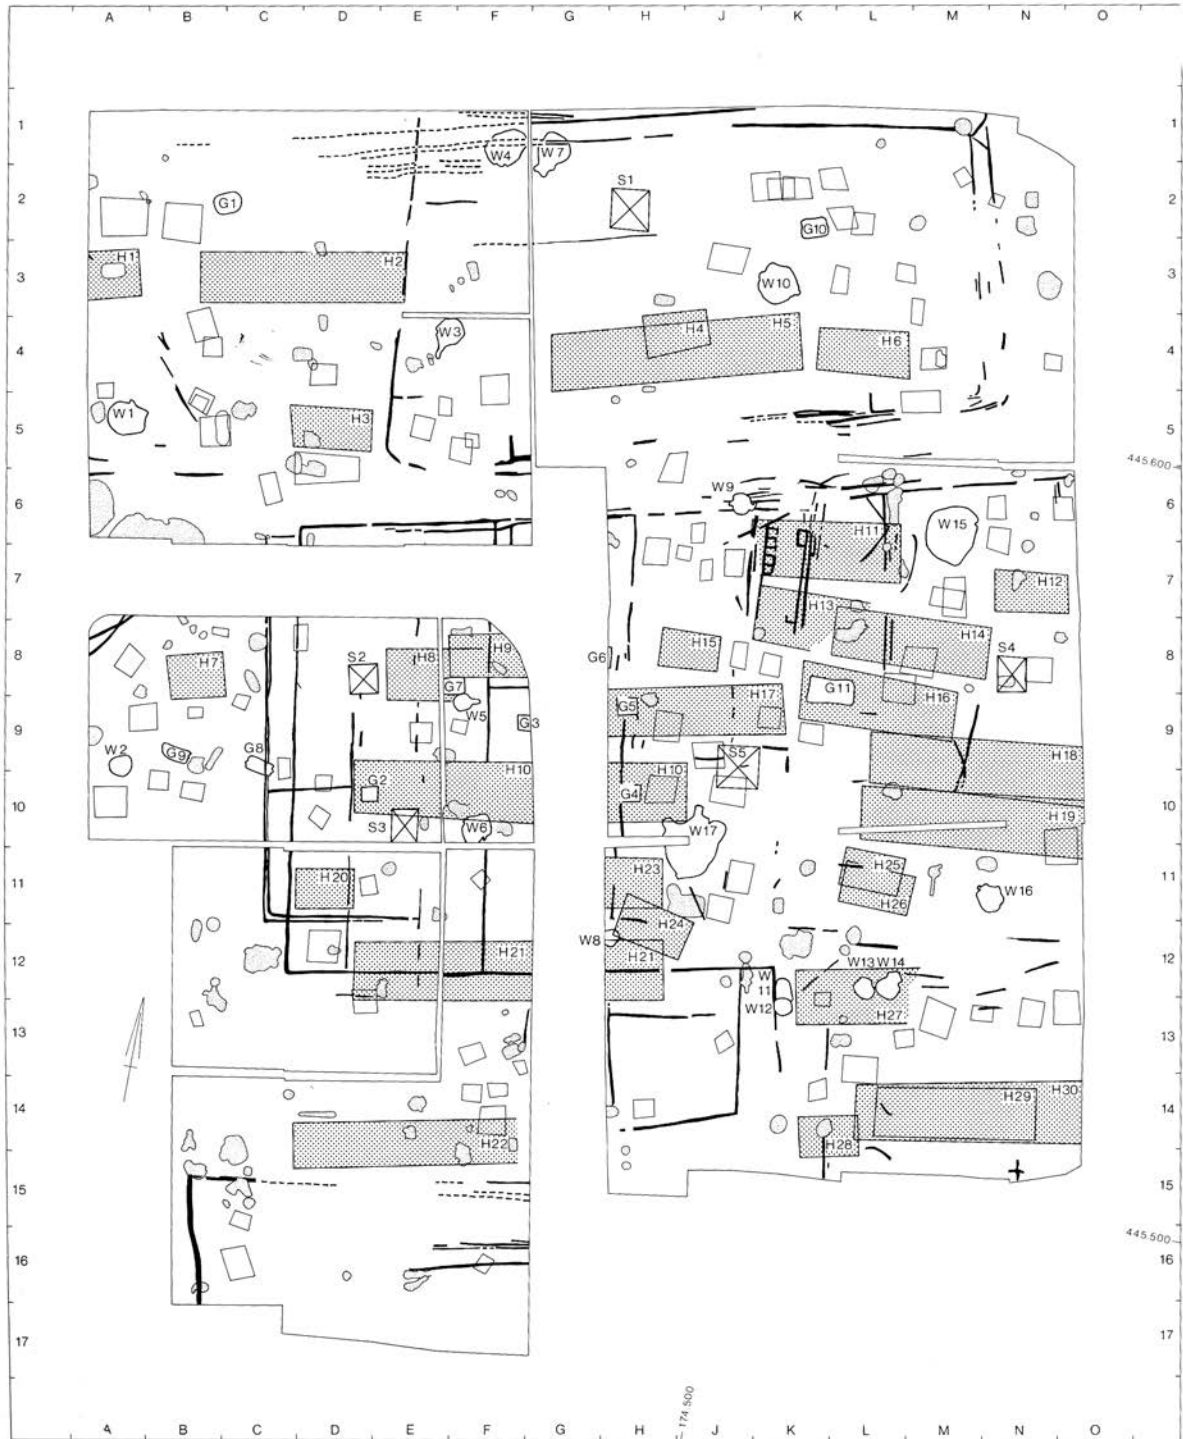 A B C D E F G H J K L M N O
1 1
W4 W7
S1
2 G1 G10 2
H1 H2
3 W10 3
W3 H4 H5 H6
4 4
W1 H3
5 5
445.600
W9
6 W15 6
H11
7 H12 7
H13
H14
H15
8 H7 S2 H8 H9 G6 S4 8
G7 G11 H16
H17
W5 G3 G5
9 9
W2 G9 G8 S5
H10 H10 H18
G2 G4
10 10
S3 W6 W17 H19
H23 H25
11 H20 11
H26 W16
H24
W8
H21 H21
12 W13 W14 12
W
11
W12
H27
13 13
H29 H30
14 14
H22 H28
15 15
445.500
16 16
17 17
174.500
A B C D E F G H J K L M N O